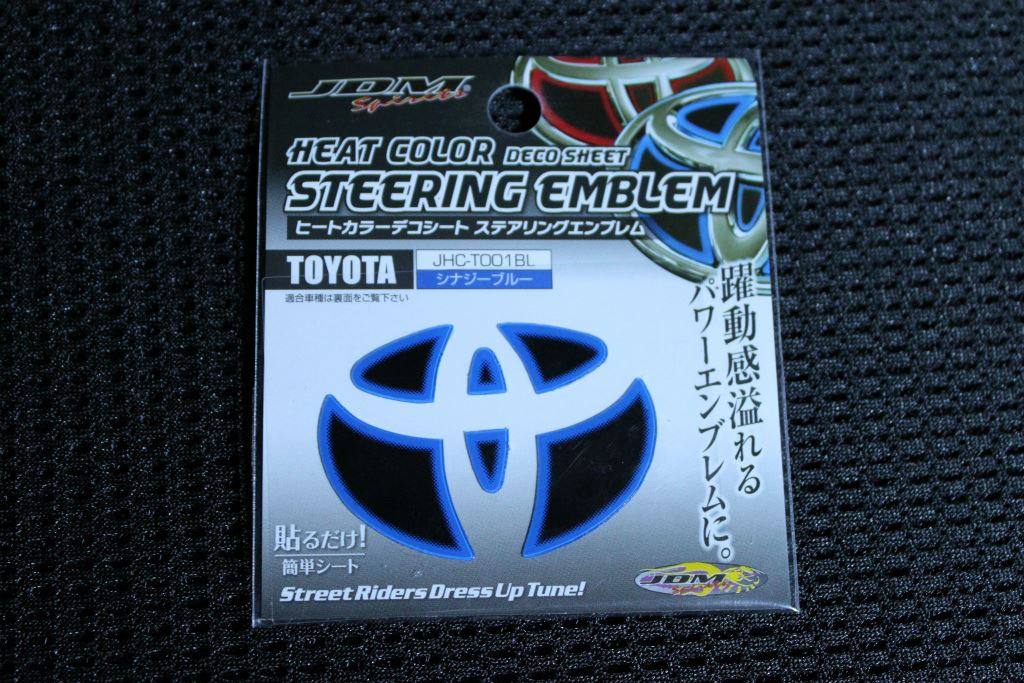 JDM
Spirits®
HEAT COLOR DECO SHEET
STEERING EMBLEM
ヒートカラーデコシート ステアリングエンブレム
TOYOTA
JHC-T001BL
シナジーブルー
適合車種は裏面をご覧下さい
躍動感溢れる
パワーエンブレムに。
貼るだけ!
簡単シート
Street Riders Dress Up Tune!
JDM
Spirits